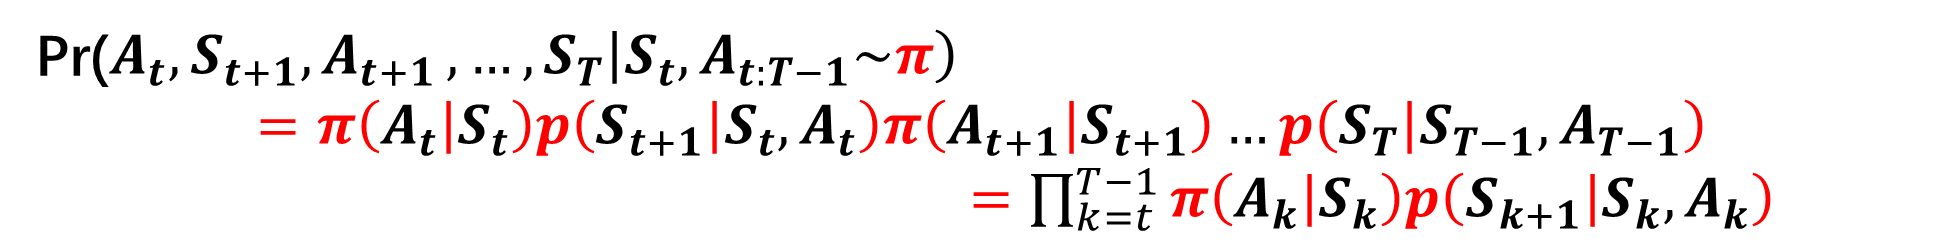 Pr(A_t, S_{t+1}, A_{t+1}, …, S_T|S_t, A_{t:T−1}~π)
= π(A_t|S_t)p(S_{t+1}|S_t, A_t)π(A_{t+1}|S_{t+1}) … p(S_T|S_{T−1}, A_{T−1})
= ∏_{k=t}^{T−1} π(A_k|S_k)p(S_{k+1}|S_k, A_k)